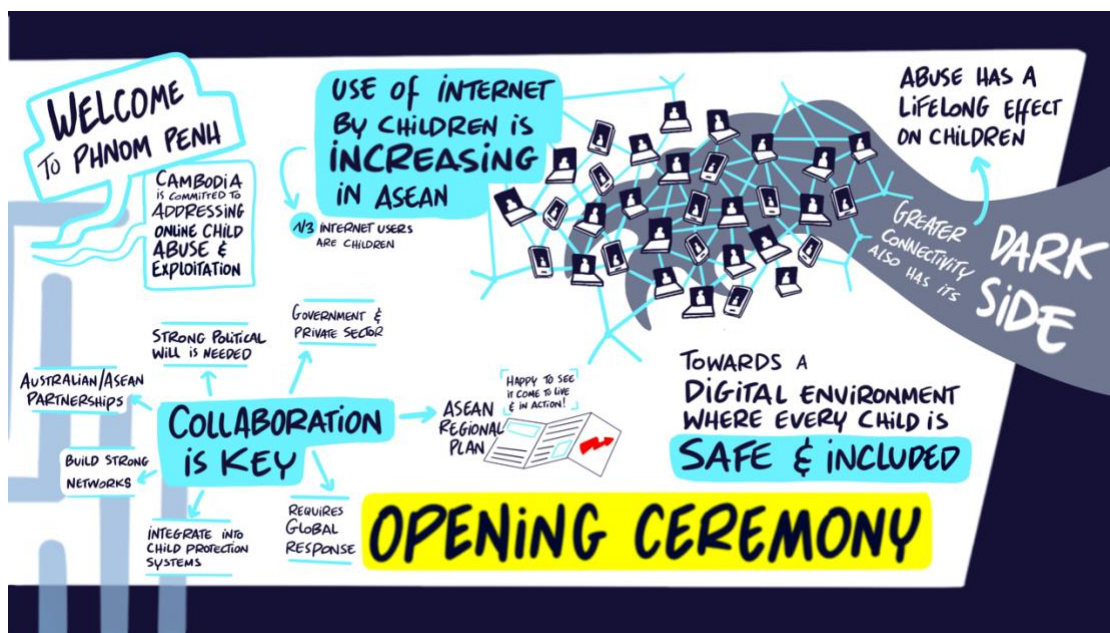 WELCOME
TO PHNOM PENH
CAMBODIA
IS COMMITTED TO
ADDRESSING
ONLINE CHILD
ABUSE &
EXPLOITATION
USE OF INTERNET
BY CHILDREN IS
INCREASING
IN ASEAN
1/3 INTERNET USERS
ARE CHILDREN
ABUSE HAS A
LIFELONG EFFECT
ON CHILDREN
GREATER
CONNECTIVITY
ALSO HAS ITS
DARK
SIDE
STRONG POLITICAL
WILL IS NEEDED
GOVERNMENT &
PRIVATE SECTOR
AUSTRALIAN/ASEAN
PARTNERSHIPS
COLLABORATION
IS KEY
BUILD STRONG
NETWORKS
INTEGRATE INTO
CHILD PROTECTION
SYSTEMS
REQUIRES
GLOBAL
RESPONSE
ASEAN
REGIONAL
PLAN
HAPPY TO SEE
IT COME TO LIVE
& IN ACTION!
TOWARDS A
DIGITAL ENVIRONMENT
WHERE EVERY CHILD IS
SAFE & INCLUDED
OPENING CEREMONY